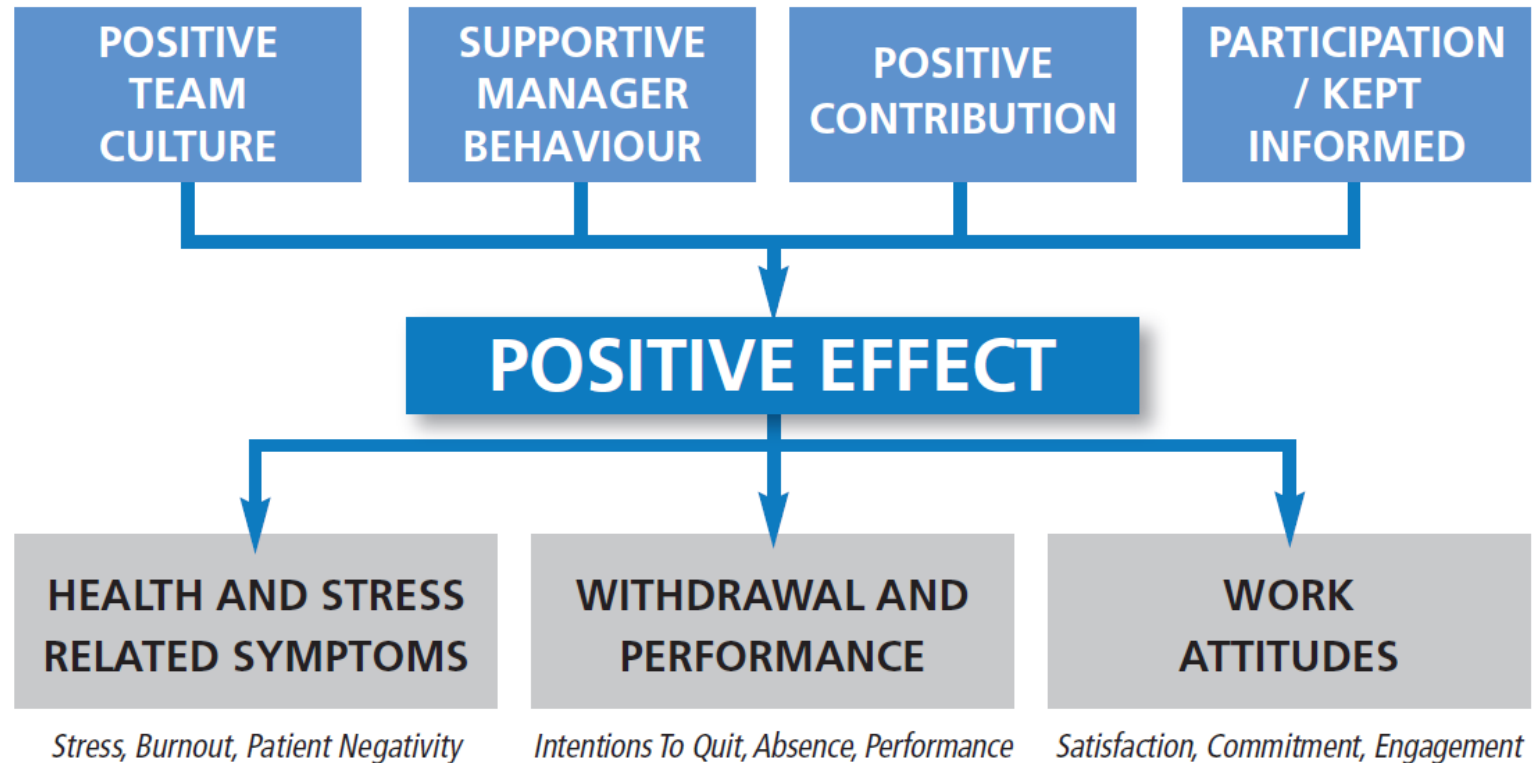 POSITIVE
TEAM
CULTURE
SUPPORTIVE
MANAGER
BEHAVIOUR
POSITIVE
CONTRIBUTION
PARTICIPATION
/ KEPT
INFORMED
POSITIVE EFFECT
HEALTH AND STRESS
RELATED SYMPTOMS
WITHDRAWAL AND
PERFORMANCE
WORK
ATTITUDES
Stress, Burnout, Patient Negativity
Intentions To Quit, Absence, Performance
Satisfaction, Commitment, Engagement